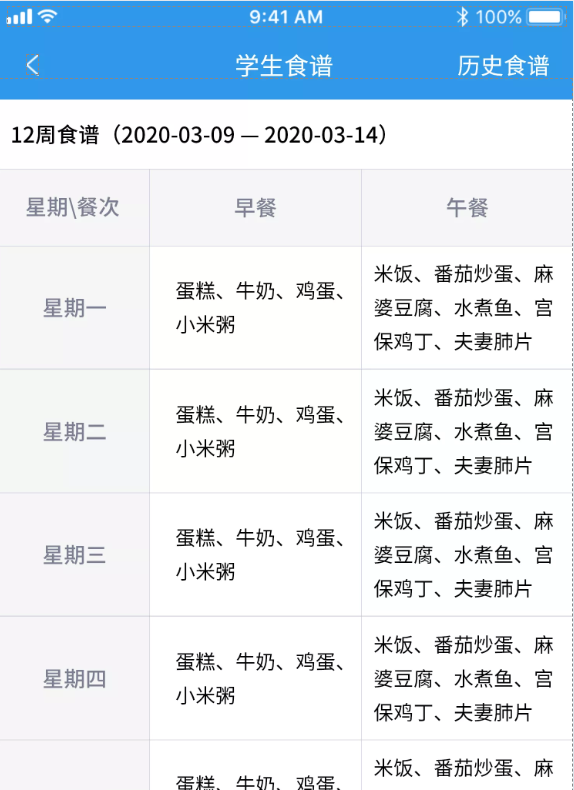 9:41 AM 100%
学生食谱 历史食谱
12周食谱（2020-03-09 — 2020-03-14）
星期\餐次 早餐 午餐
星期一
蛋糕、牛奶、鸡蛋、
小米粥
米饭、番茄炒蛋、麻
婆豆腐、水煮鱼、宫
保鸡丁、夫妻肺片
星期二
蛋糕、牛奶、鸡蛋、
小米粥
米饭、番茄炒蛋、麻
婆豆腐、水煮鱼、宫
保鸡丁、夫妻肺片
星期三
蛋糕、牛奶、鸡蛋、
小米粥
米饭、番茄炒蛋、麻
婆豆腐、水煮鱼、宫
保鸡丁、夫妻肺片
星期四
蛋糕、牛奶、鸡蛋、
小米粥
米饭、番茄炒蛋、麻
婆豆腐、水煮鱼、宫
保鸡丁、夫妻肺片
蛋糕、牛奶、鸡蛋、
米饭、番茄炒蛋、麻